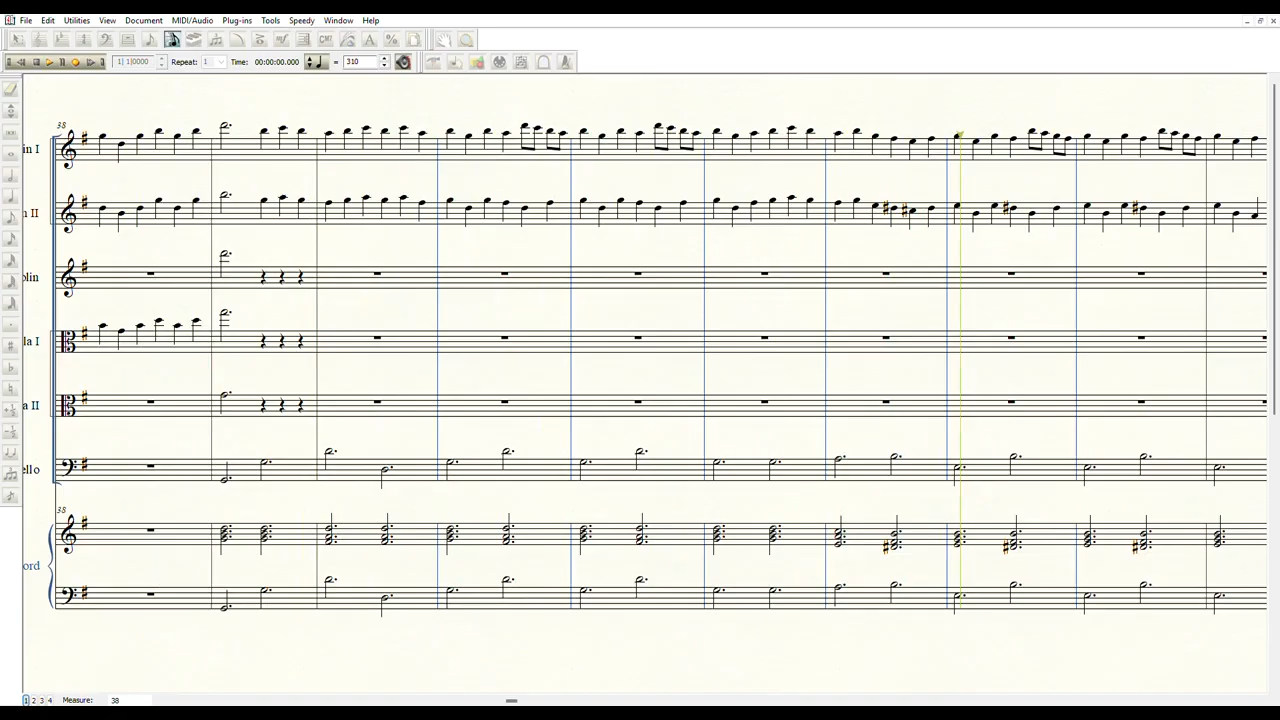 File Edit Utilities View Document MIDI/Audio Plug-ins Tools Speedy Window Help
1| 1|0000 Repeat: 1 Time: 00:00:00.000 = 310
38
in I
n II
olin
la I
a II
ello
38
ord
1 2 3 4 Measure: 38